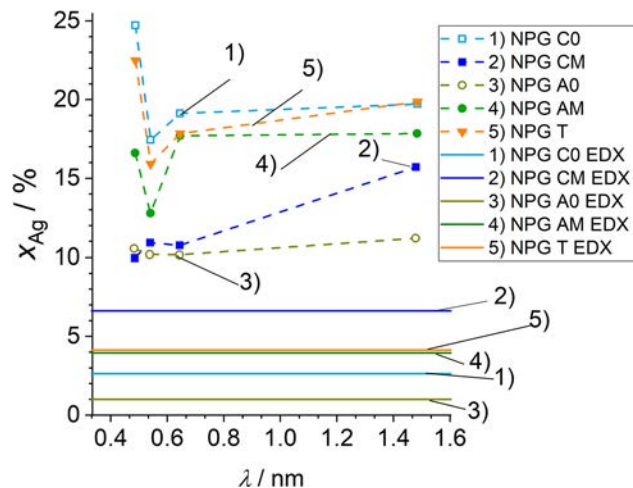 25
20
15
10
5
0
x_Ag / %
0.4 0.6 0.8 1.0 1.2 1.4 1.6
λ / nm
1)
5)
2)
4)
3)
2)
5)
4)
1)
3)
1) NPG C0
2) NPG CM
3) NPG A0
4) NPG AM
5) NPG T
1) NPG C0 EDX
2) NPG CM EDX
3) NPG A0 EDX
4) NPG AM EDX
5) NPG T EDX